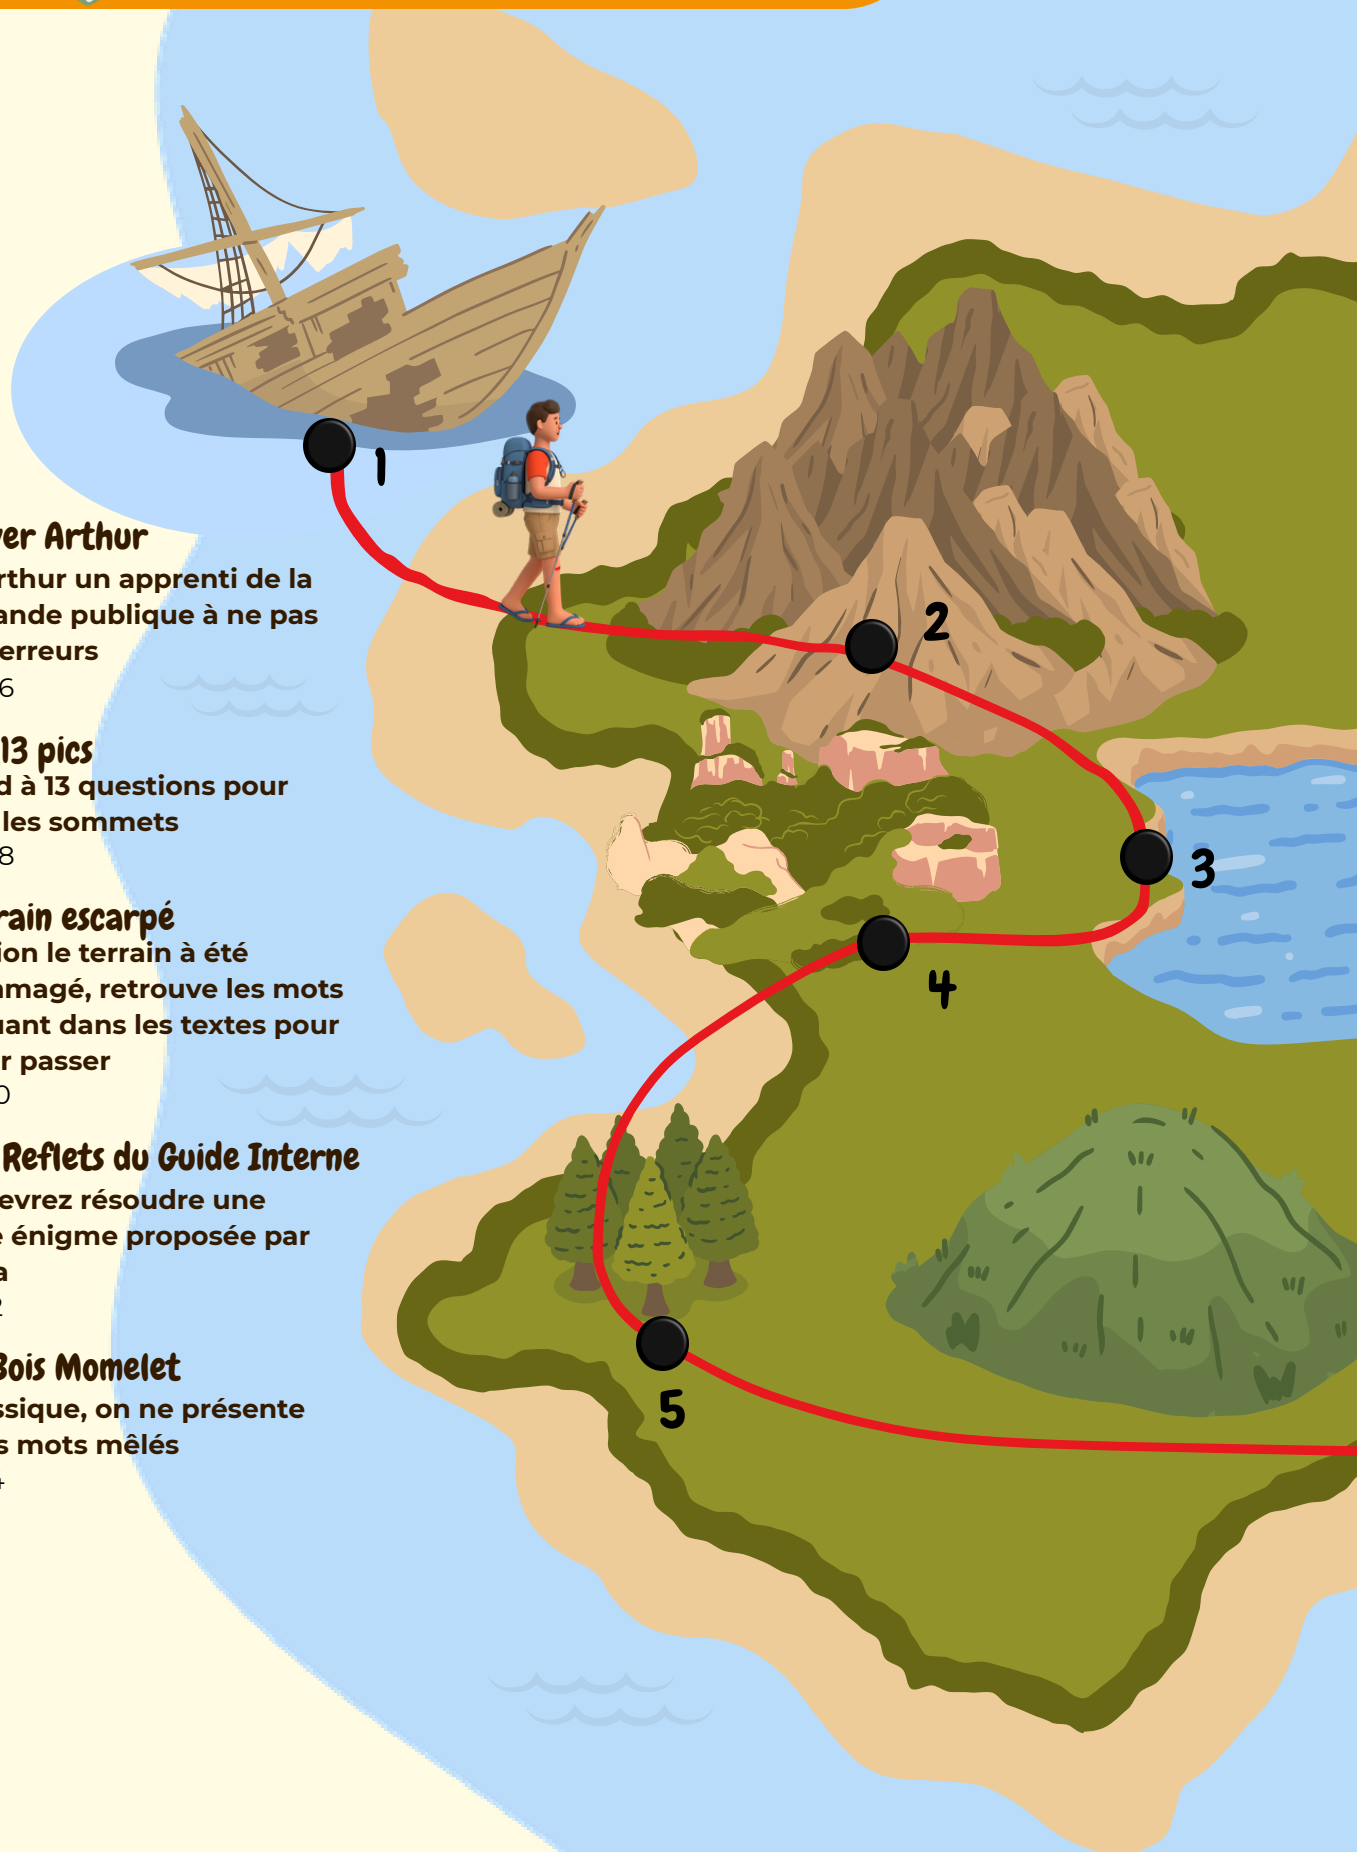 ver Arthur
rthur un apprenti de la
ande publique à ne pas
erreurs
6
13 pics
d à 13 questions pour
les sommets
8
rain escarpé
ion le terrain à été
amagé, retrouve les mots
uant dans les textes pour
r passer
0
Reflets du Guide Interne
evrez résoudre une
e énigme proposée par
a
2
Bois Momelet
ssique, on ne présente
s mots mêlés
1
2
3
4
5